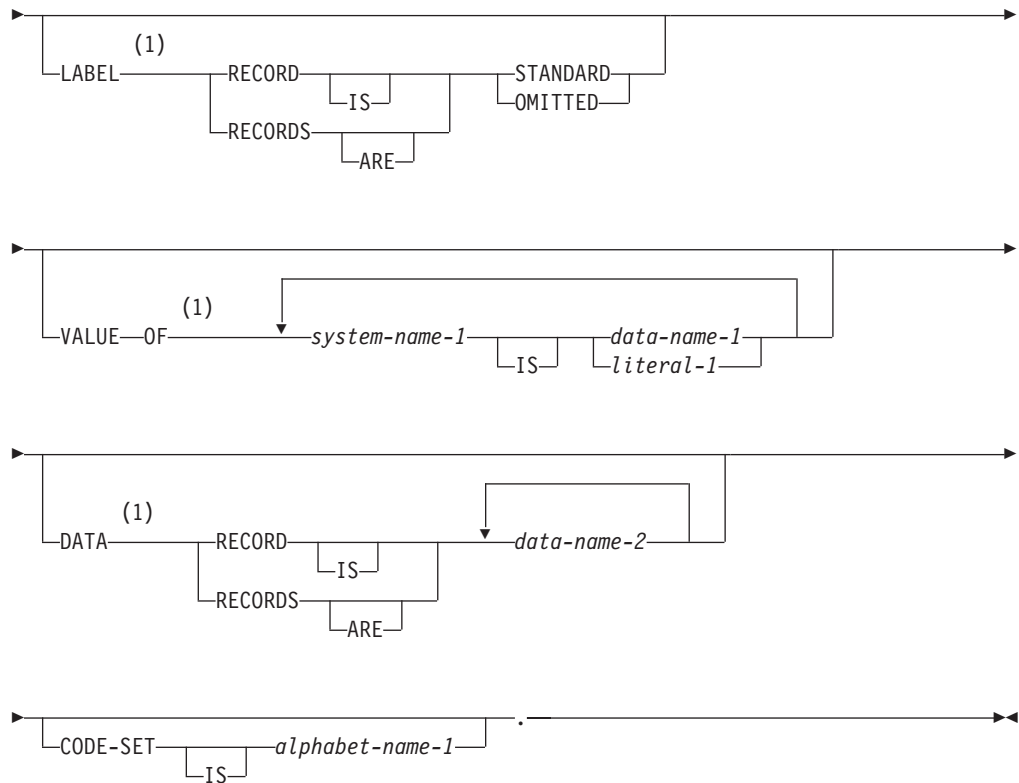 (1)
LABEL RECORD IS STANDARD
OMITTED
RECORDS ARE
(1)
VALUE OF system-name-1 IS data-name-1
literal-1
(1)
DATA RECORD IS data-name-2
RECORDS ARE
CODE-SET IS alphabet-name-1 .